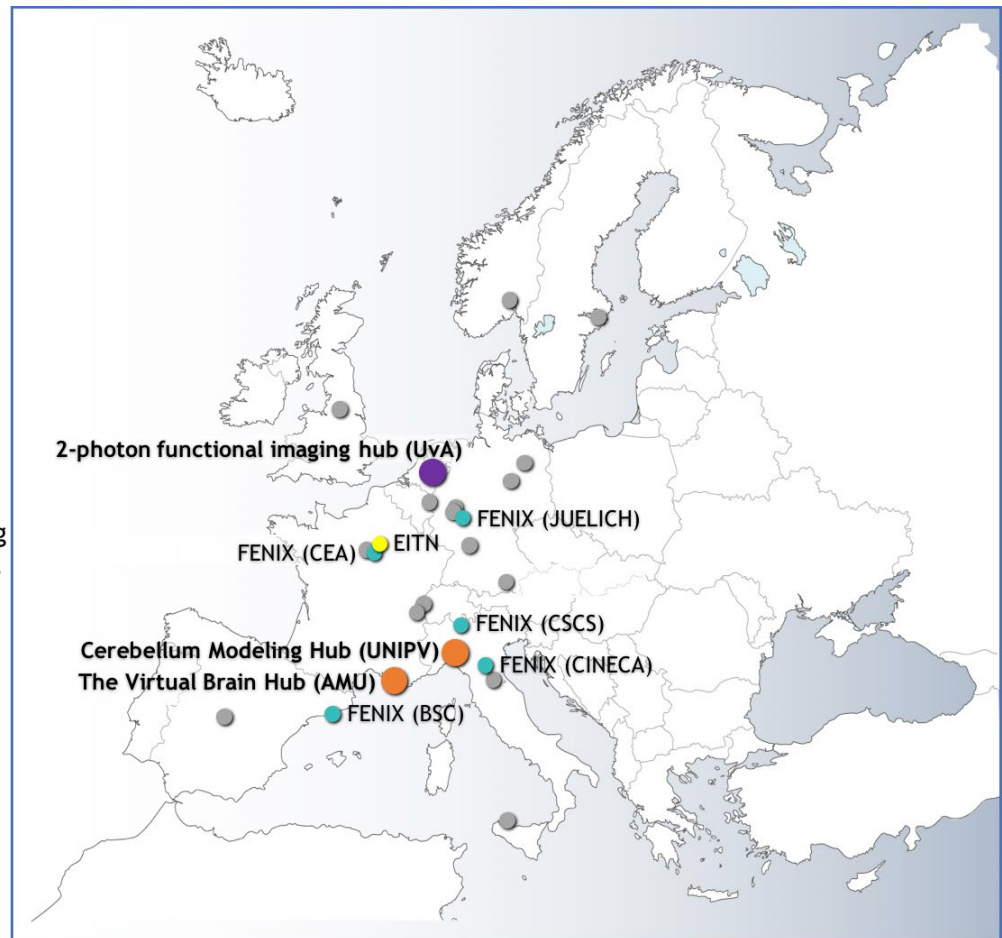 2-photon functional imaging hub (UvA)
FENIX (JUELICH)
EITN
FENIX (CEA)
FENIX (CSCS)
Cerebellum Modeling Hub (UNIPV)
FENIX (CINECA)
The Virtual Brain Hub (AMU)
FENIX (BSC)